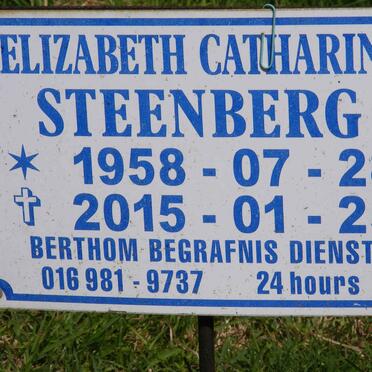 ELIZABETH CATHARIN
STEENBERG
1958 - 07 - 2
2015 - 01 - 2
BERTHOM BEGRAFNIS DIENST
016 981 - 9737 24 hours